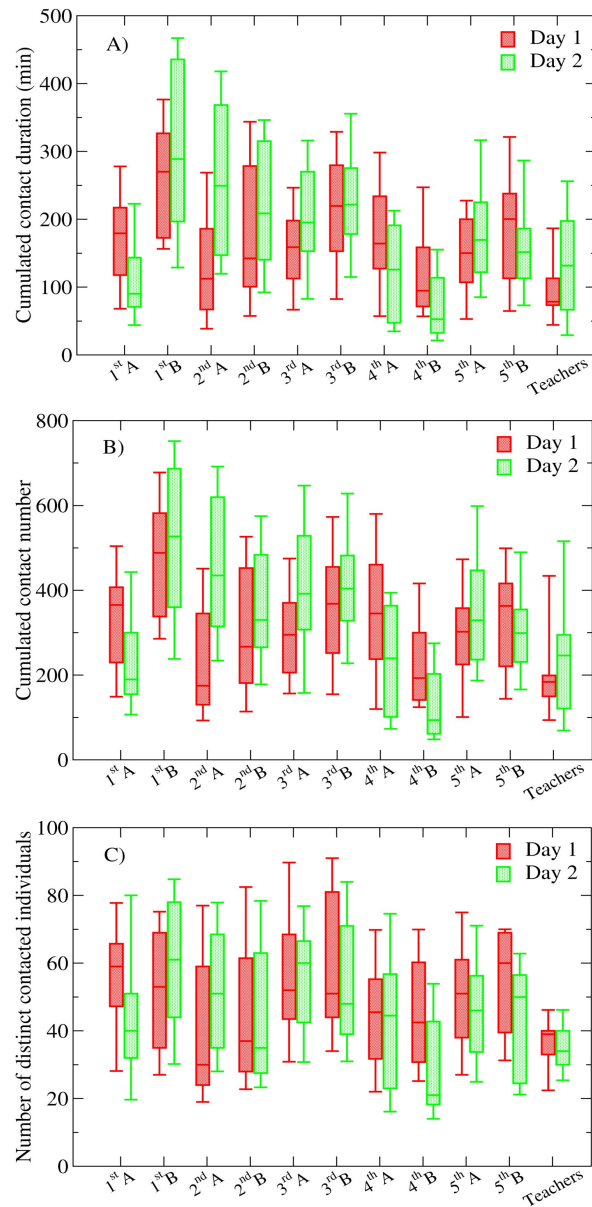 A)
Day 1
Day 2
Cumulated contact duration (min)
500
400
300
200
100
0
1st A
1st B
2nd A
2nd B
3rd A
3rd B
4th A
4th B
5th A
5th B
Teachers
B)
Day 1
Day 2
Cumulated contact number
800
600
400
200
0
1st A
1st B
2nd A
2nd B
3rd A
3rd B
4th A
4th B
5th A
5th B
Teachers
C)
Day 1
Day 2
Number of distinct contacted individuals
100
80
60
40
20
0
1st A
1st B
2nd A
2nd B
3rd A
3rd B
4th A
4th B
5th A
5th B
Teachers